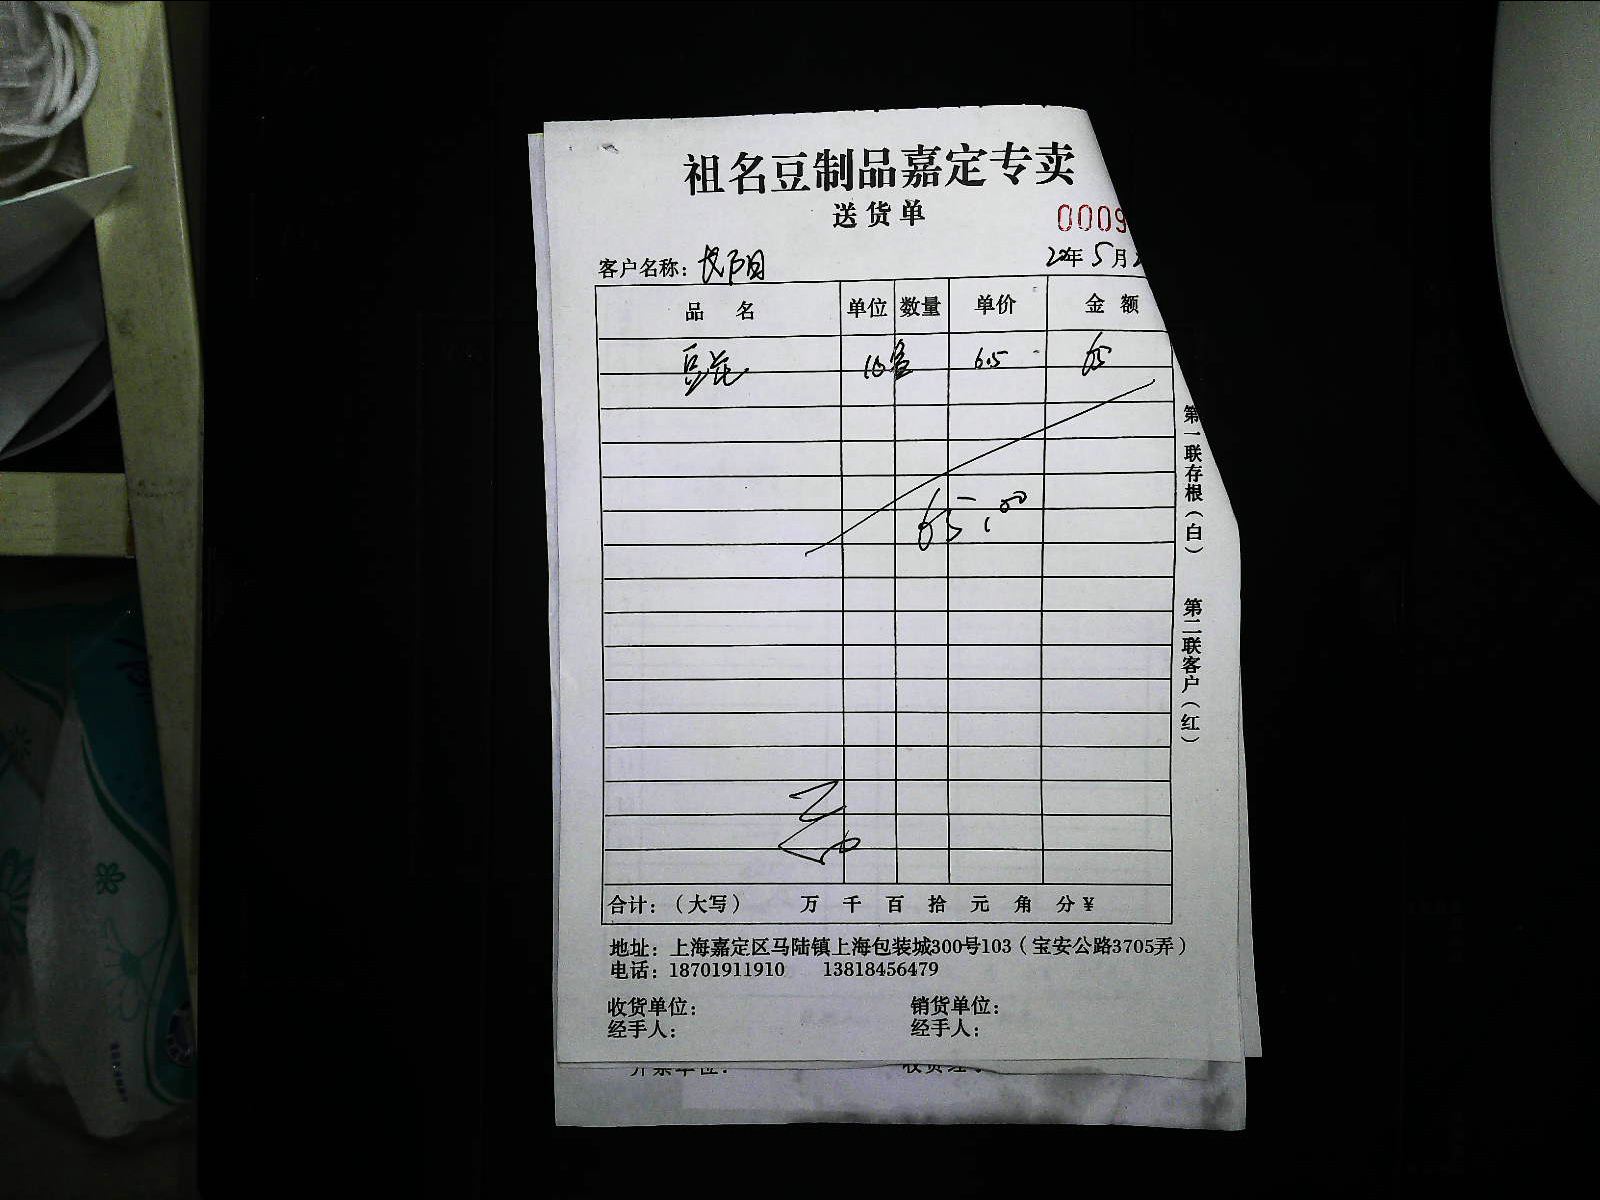 祖名豆制品嘉定专卖
送货单
0009
客户名称：
年 5月
品 名 单位 数量 单价 金 额
豆花 10盒 6.5 65
65.00
第一联存根（白） 第二联客户（红）
合计：（大写） 万 千 百 拾 元 角 分￥
地址：上海嘉定区马陆镇上海包装城300号103（宝安公路3705弄）
电话：18701911910 13818456479
收货单位： 销货单位：
经手人： 经手人：